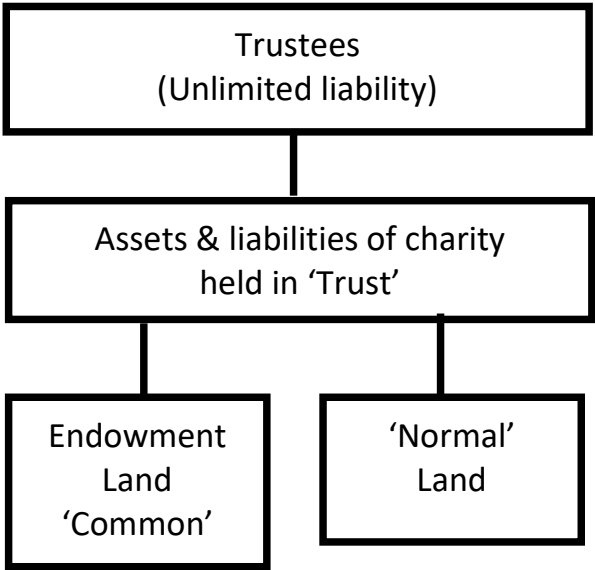 Trustees
(Unlimited liability)
Assets & liabilities of charity
held in ‘Trust’
Endowment
Land
‘Common’
‘Normal’
Land